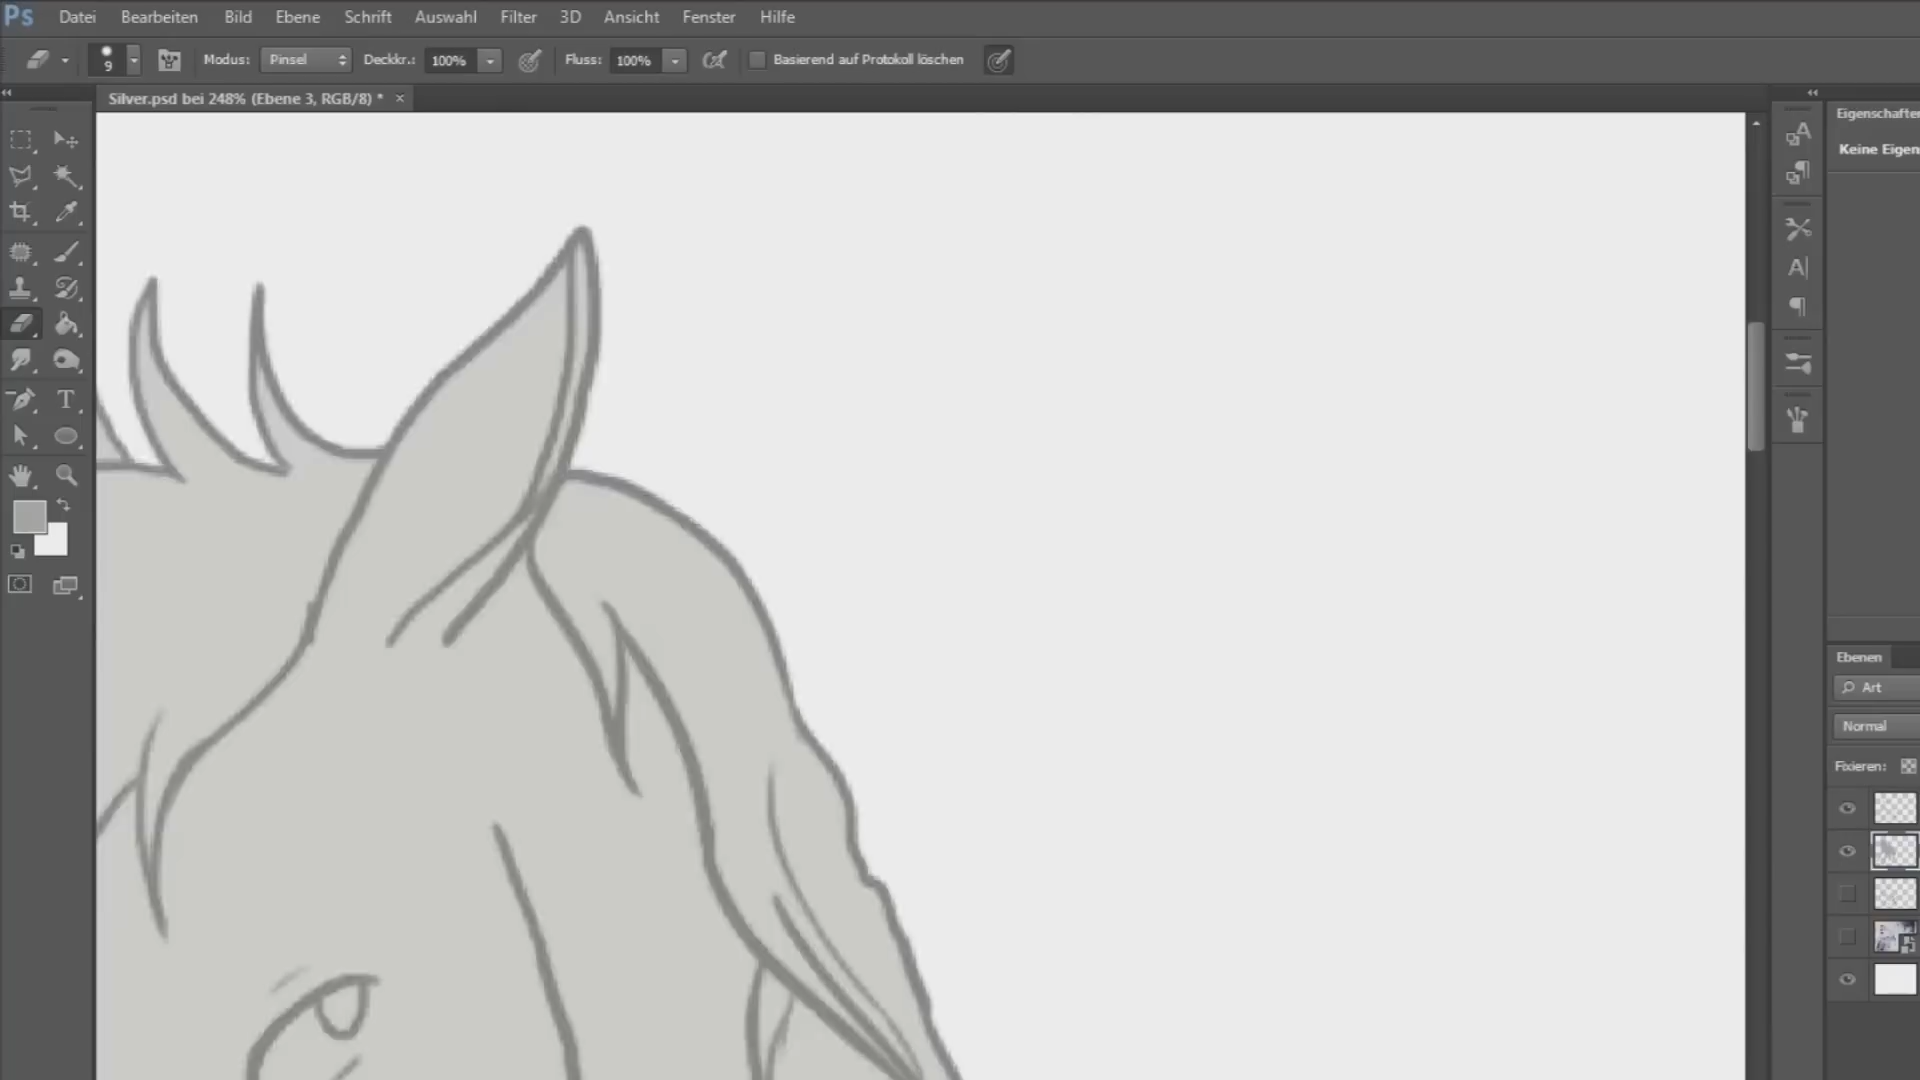 Ps Datei Bearbeiten Bild Ebene Schrift Auswahl Filter 3D Ansicht Fenster Hilfe
9 Modus: Pinsel Deckkr.: 100% Fluss: 100% Basierend auf Protokoll löschen
Silver.psd bei 248% (Ebene 3, RGB/8) *
Eigenschaften
Keine Eigen
Ebenen
Art
Normal
Fixieren: